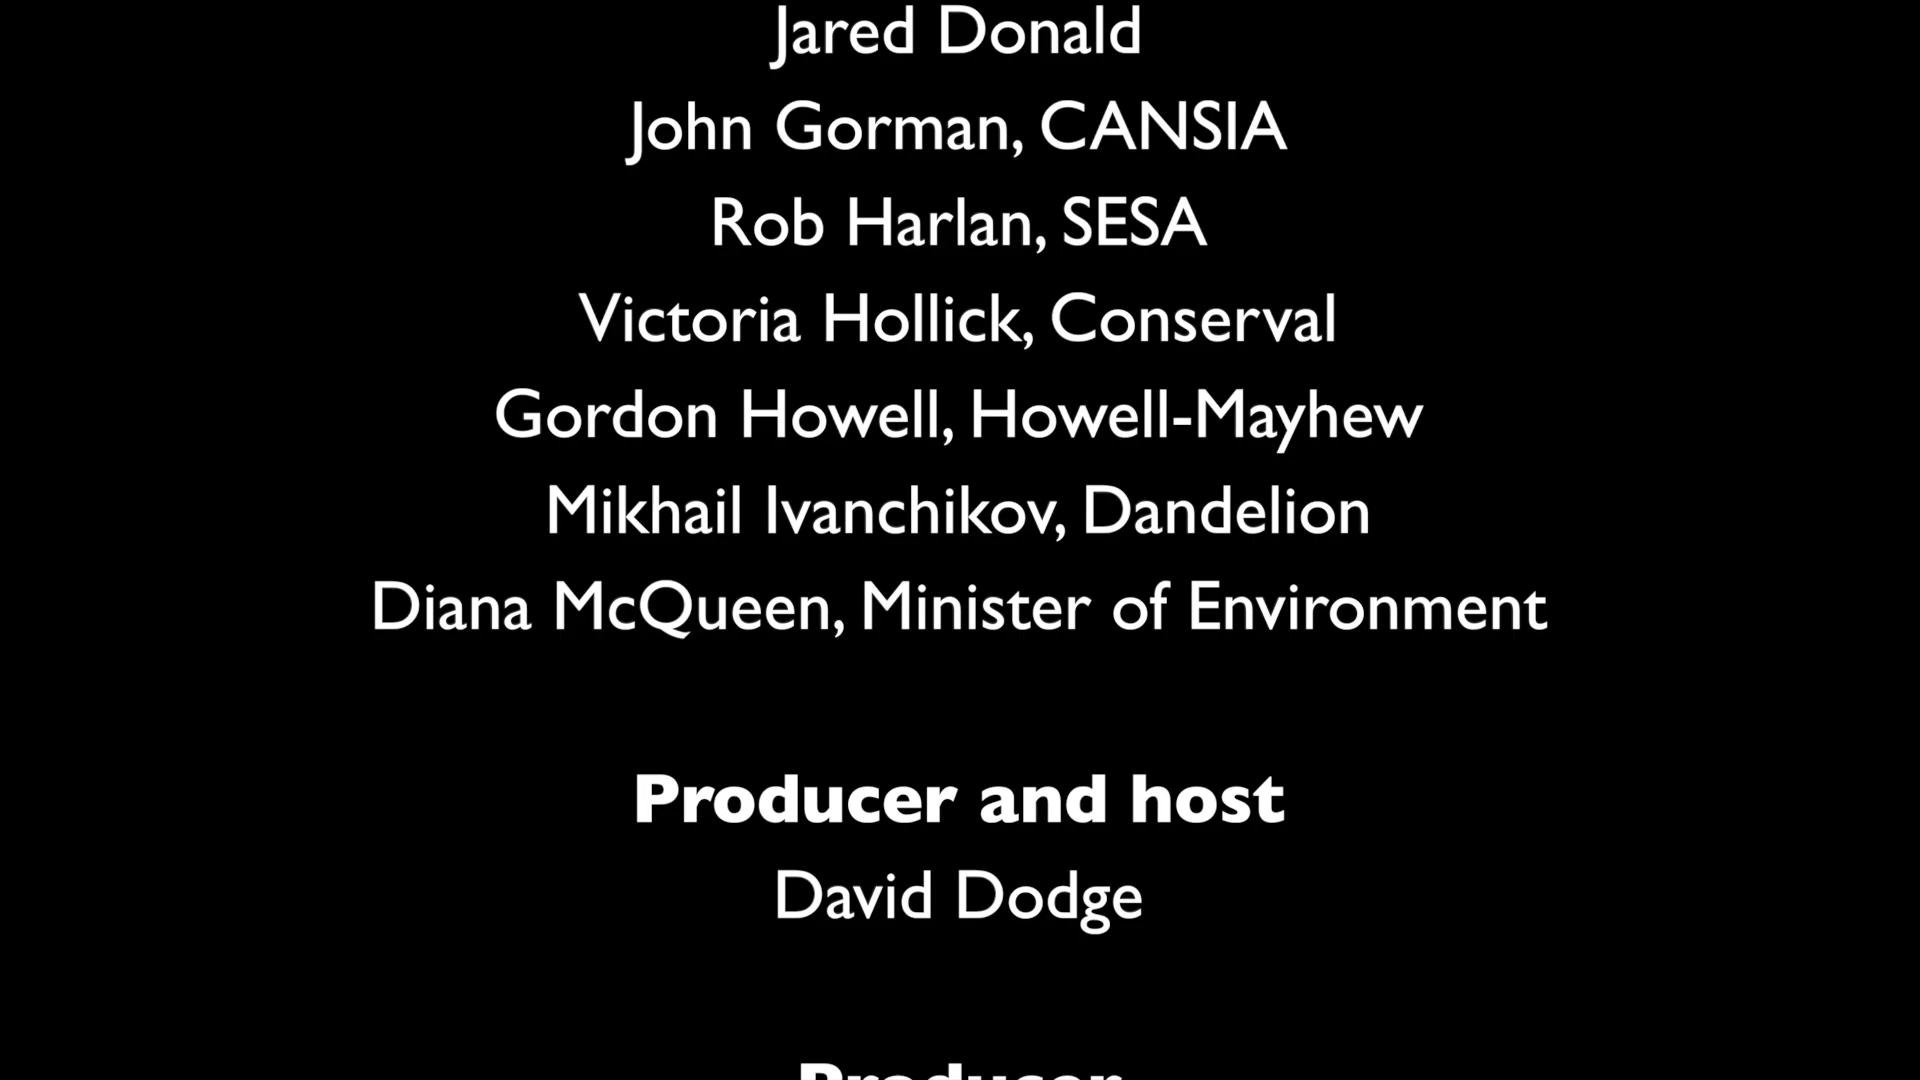 Jared Donald
John Gorman, CANSIA
Rob Harlan, SESA
Victoria Hollick, Conserval
Gordon Howell, Howell-Mayhew
Mikhail Ivanchikov, Dandelion
Diana McQueen, Minister of Environment
Producer and host
David Dodge
Producer